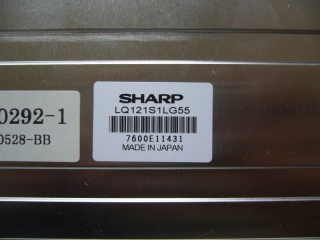 SHARP
LQ121S1LG55
7600E11431
MADE IN JAPAN
0292-1
0528-BB